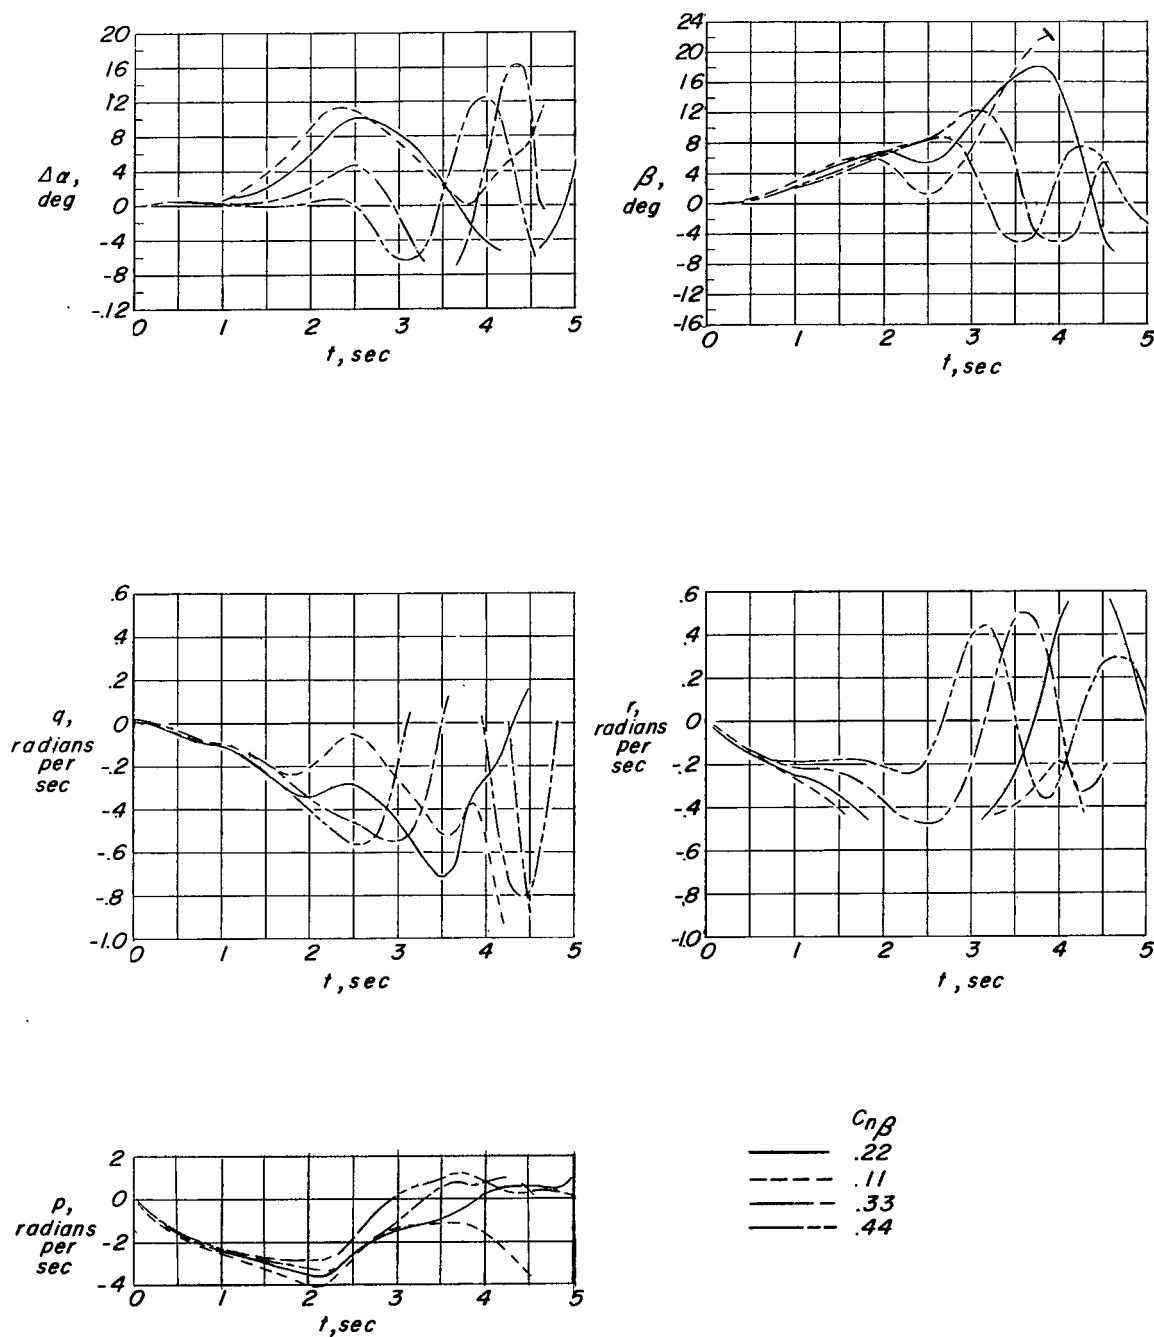 20
16
12
8
4
0
-4
-8
-.12
Δα,
deg
0 1 2 3 4 5
t, sec
24
20
16
12
8
4
0
-4
-8
-12
-16
β,
deg
0 1 2 3 4 5
t, sec
.6
.4
.2
0
-.2
-.4
-.6
-.8
-1.0
q,
radians
per
sec
0 1 2 3 4 5
t, sec
.6
.4
.2
0
-.2
-.4
-.6
-.8
-1.0
r,
radians
per
sec
0 1 2 3 4 5
t, sec
2
0
-2
-4
p,
radians
per
sec
0 1 2 3 4 5
t, sec
Cnβ
.22
.11
.33
.44